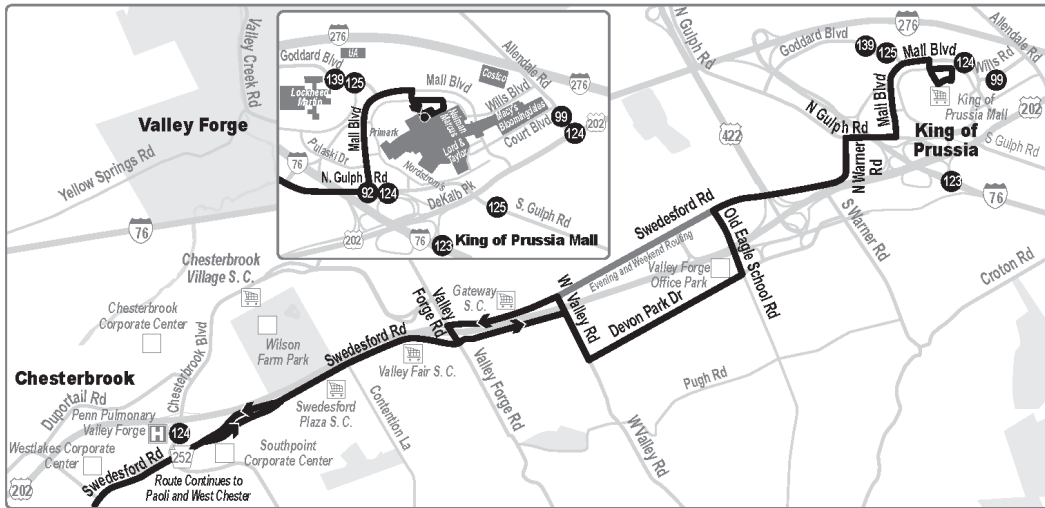 Valley Creek Rd
Valley Forge
Yellow Springs Rd
76
Chesterbrook
Village S. C.
Chesterbrook
Corporate Center
Chesterbrook Blvd
Wilson
Farm Park
Chesterbrook
Duportail Rd
Penn Pulmonary
Valley Forge
H
124
252
Westlakes Corporate
Center
Southpoint
Corporate Center
202
Swedesford Rd
Route Continues to
Paoli and West Chester
Swedesford
Plaza S. C.
Swedesford Rd
Contention La
Valley Fair S. C.
Valley
Forge Rd
Gateway
S. C.
Valley Forge Rd
W Valley Rd
W Valley Rd
Devon Park Dr
Pugh Rd
Swedesford Rd
Evening and Weekend Routing
Valley Forge
Office Park
Old Eagle School Rd
S Warner Rd
Croton Rd
N Gulph Rd
422
N Gulph Rd
N Warner
Rd
Goddard Blvd
276
Allendale Rd
139
125
Mall Blvd
124
Wills Rd
99
202
Mall Blvd
King of
Prussia Mall
King of
Prussia
S Gulph Rd
123
76
276
Goddard Blvd
UA
139
125
Lockheed
Martin
Mall Blvd
Costco
Allendale Rd
276
Wills Blvd
Macy's
Bloomingdales
Neiman
Marcus
Lord &
Taylor
Court Blvd
99
202
124
Mall Blvd
Primark
Pulaski Dr
76
Nordstrom's
N. Gulph Rd
92
124
DeKalb Pk
125
S. Gulph Rd
202
76
123
King of Prussia Mall